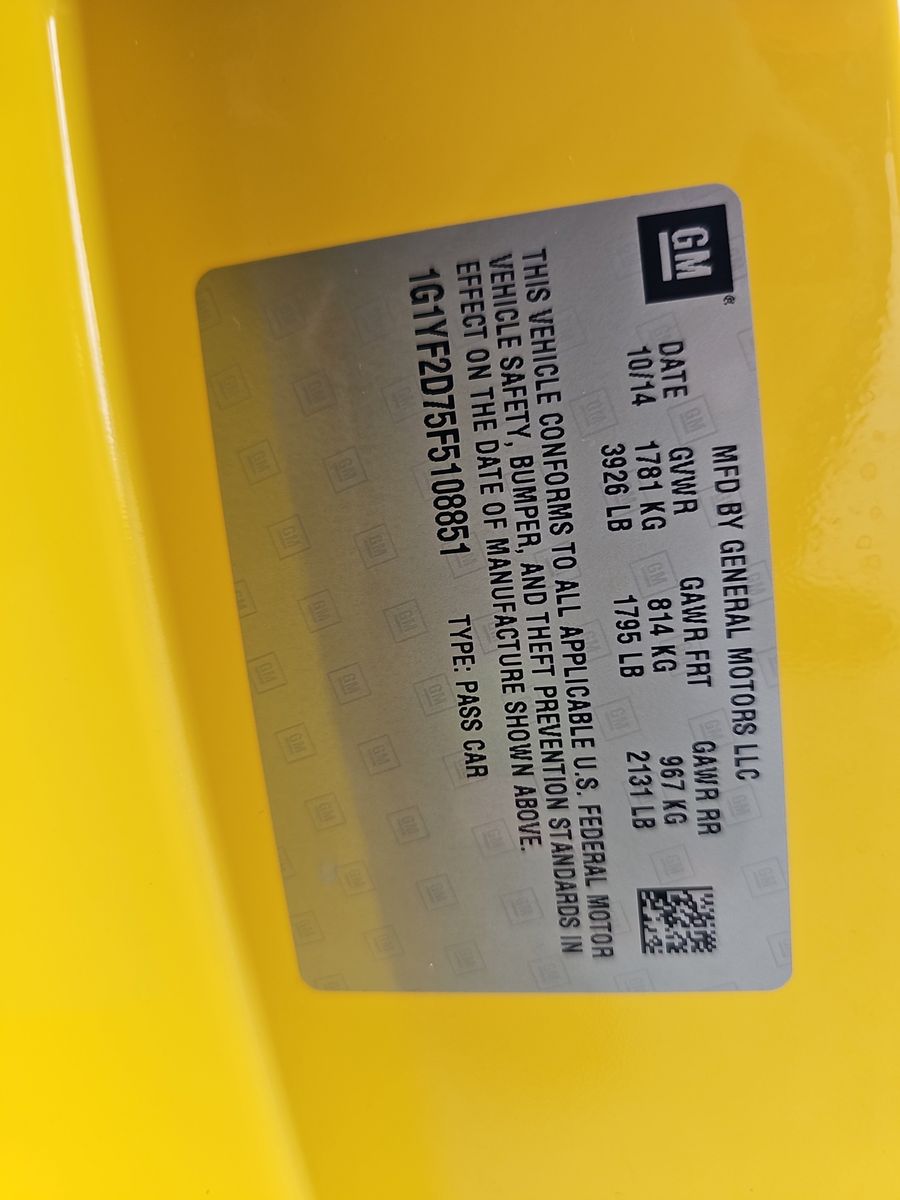 GM®
MFD BY GENERAL MOTORS LLC
DATE GVWR GAWR FRT GAWR RR
10/14 1781 KG 814 KG 967 KG
3926 LB 1795 LB 2131 LB
THIS VEHICLE CONFORMS TO ALL APPLICABLE U.S. FEDERAL MOTOR
VEHICLE SAFETY, BUMPER, AND THEFT PREVENTION STANDARDS IN
EFFECT ON THE DATE OF MANUFACTURE SHOWN ABOVE.
1G1YF2D75F5108851 TYPE: PASS CAR